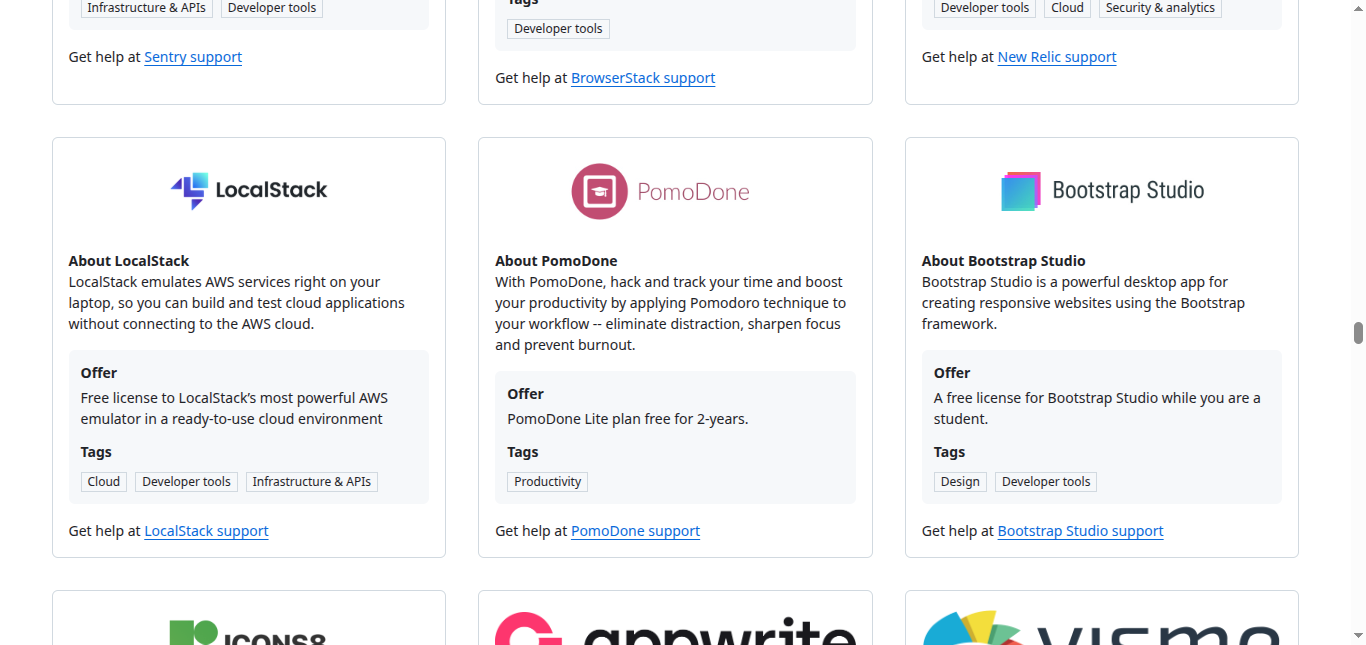 Infrastructure & APIs Developer tools
Tags
Developer tools
Developer tools Cloud Security & analytics
Get help at Sentry support
Get help at BrowserStack support
Get help at New Relic support
LocalStack
About LocalStack
LocalStack emulates AWS services right on your
laptop, so you can build and test cloud applications
without connecting to the AWS cloud.
Offer
Free license to LocalStack’s most powerful AWS
emulator in a ready-to-use cloud environment
Tags
Cloud Developer tools Infrastructure & APIs
Get help at LocalStack support
PomoDone
About PomoDone
With PomoDone, hack and track your time and boost
your productivity by applying Pomodoro technique to
your workflow -- eliminate distraction, sharpen focus
and prevent burnout.
Offer
PomoDone Lite plan free for 2-years.
Tags
Productivity
Get help at PomoDone support
Bootstrap Studio
About Bootstrap Studio
Bootstrap Studio is a powerful desktop app for
creating responsive websites using the Bootstrap
framework.
Offer
A free license for Bootstrap Studio while you are a
student.
Tags
Design Developer tools
Get help at Bootstrap Studio support
ICONS8
appwrite
visma